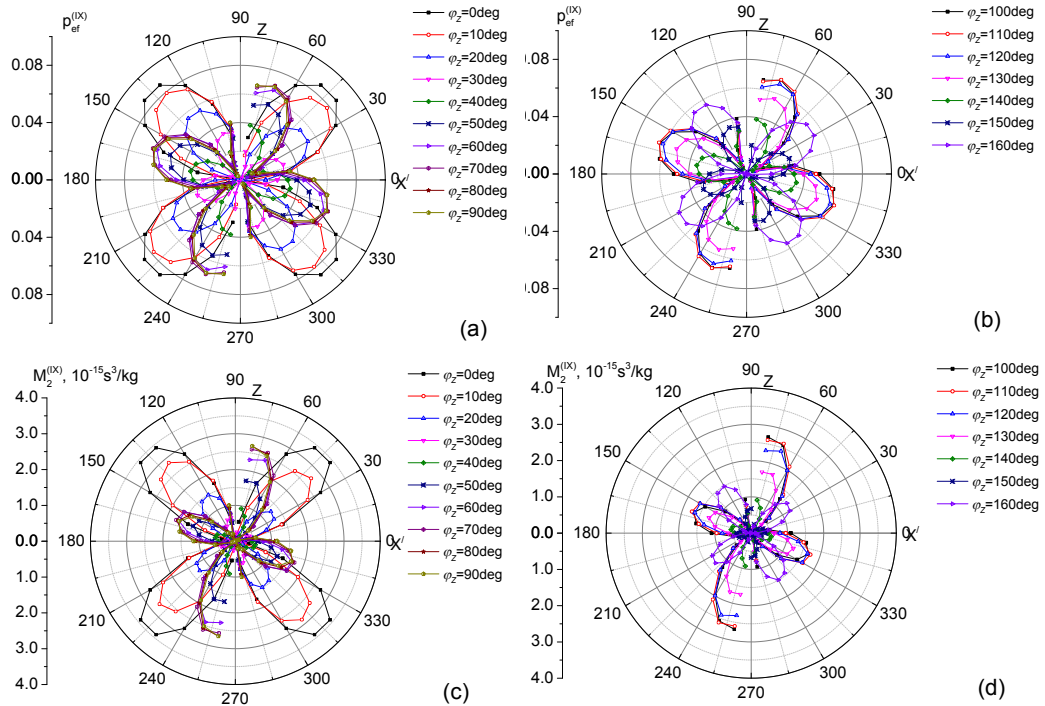 p_ef^(IX)
0.10
0.08
0.04
0.00
0.04
0.08
90
Z
60
30
0
X/
330
300
270
240
210
180
150
120
φZ=0deg
φZ=10deg
φZ=20deg
φZ=30deg
φZ=40deg
φZ=50deg
φZ=60deg
φZ=70deg
φZ=80deg
φZ=90deg
(a)
p_ef^(IX)
0.08
0.04
0.00
0.04
0.08
90
Z
60
30
0
X/
330
300
270
240
210
180
150
120
φZ=100deg
φZ=110deg
φZ=120deg
φZ=130deg
φZ=140deg
φZ=150deg
φZ=160deg
(b)
M_2^(IX), 10^-15s^3/kg
4.0
3.0
2.0
1.0
0.0
1.0
2.0
3.0
4.0
90
Z
60
30
0
X/
330
300
270
240
210
180
150
120
φZ=0deg
φZ=10deg
φZ=20deg
φZ=30deg
φZ=40deg
φZ=50deg
φZ=60deg
φZ=70deg
φZ=80deg
φZ=90deg
(c)
M_2^(IX), 10^-15s^3/kg
4.0
3.0
2.0
1.0
0.0
1.0
2.0
3.0
4.0
90
Z
60
30
0
X/
330
300
270
240
210
180
150
120
φZ=100deg
φZ=110deg
φZ=120deg
φZ=130deg
φZ=140deg
φZ=150deg
φZ=160deg
(d)